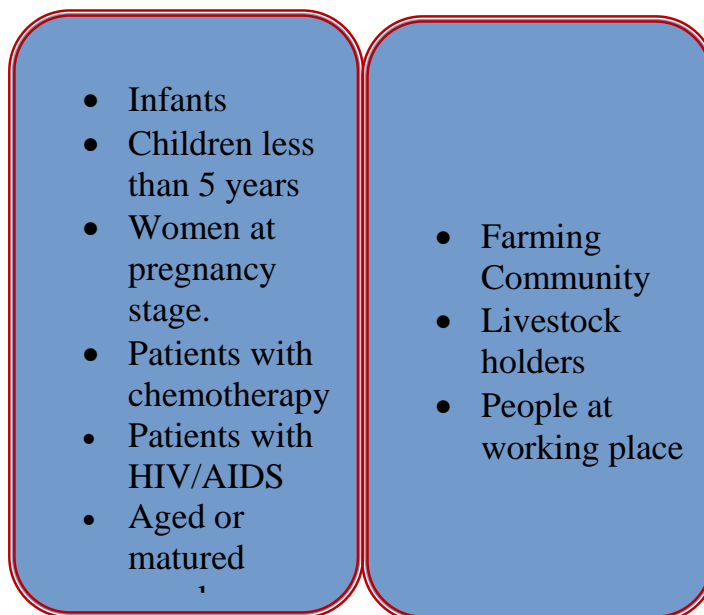 • Infants
• Children less
than 5 years
• Women at
pregnancy
stage.
• Patients with
chemotherapy
• Patients with
HIV/AIDS
• Aged or
matured
• Farming
Community
• Livestock
holders
• People at
working place